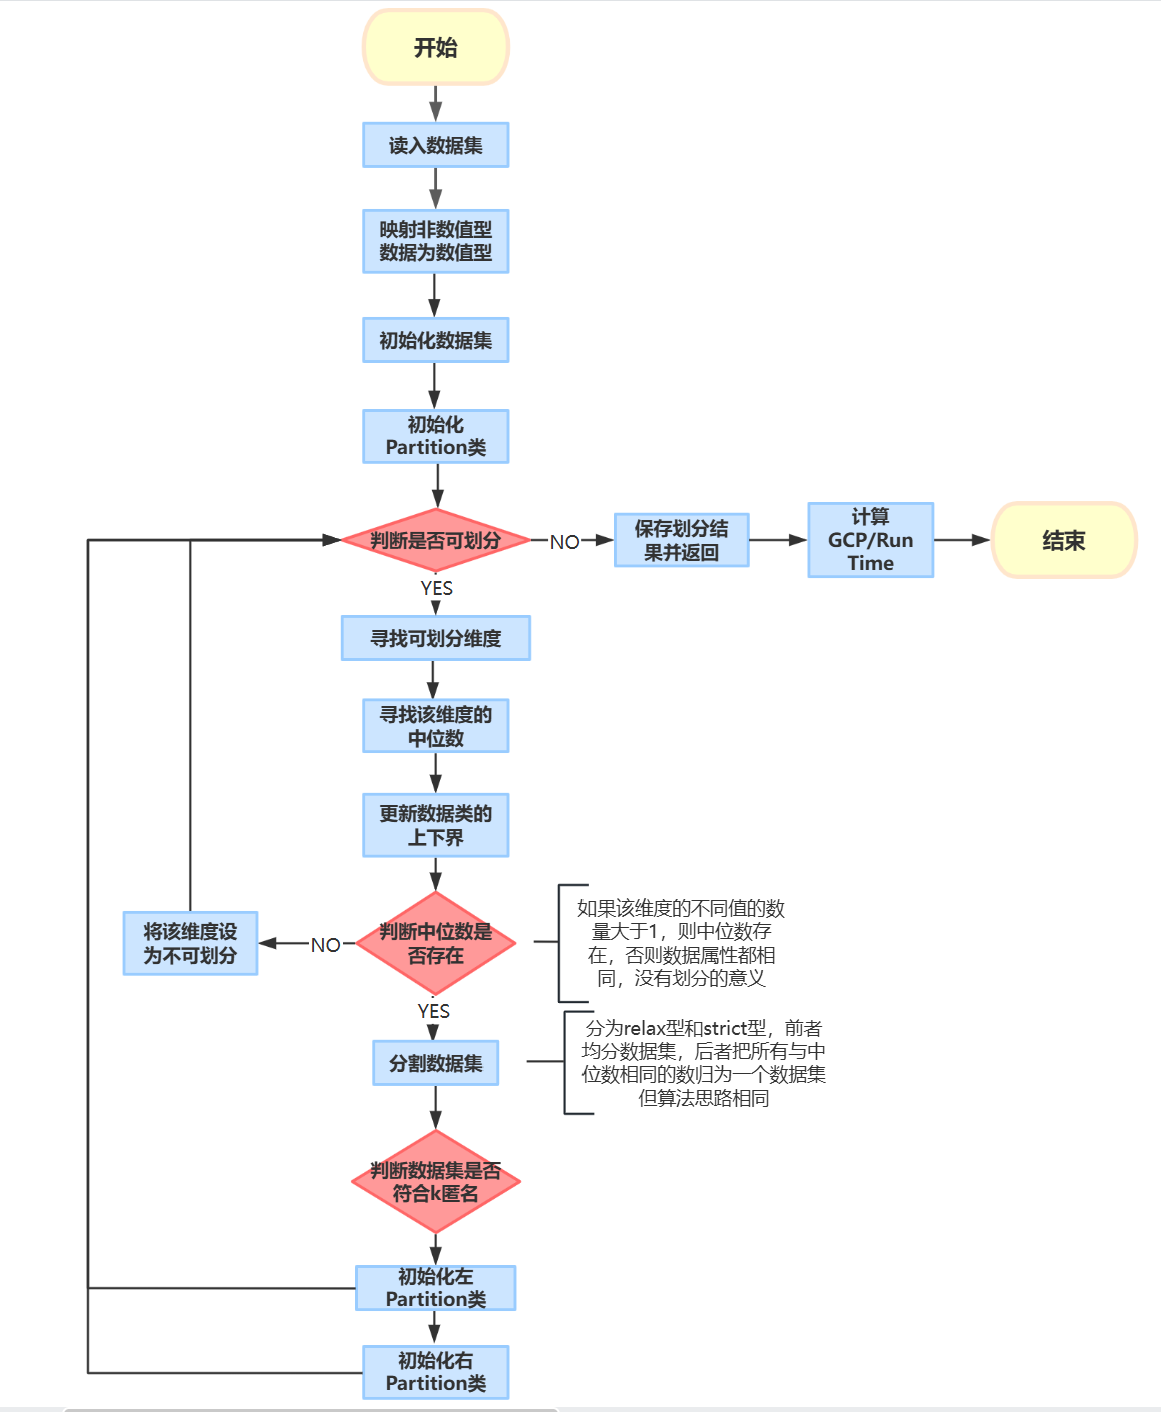 开始
读入数据集
映射非数值型
数据为数值型
初始化数据集
初始化
Partition类
判断是否可划分
NO
保存划分结
果并返回
计算
GCP/Run
Time
结束
YES
寻找可划分维度
寻找该维度的
中位数
更新数据类的
上下界
判断中位数是
否存在
NO
将该维度设
为不可划分
如果该维度的不同值的数
量大于1，则中位数存
在，否则数据属性都相
同，没有划分的意义
YES
分割数据集
分为relax型和strict型，前者
均分数据集，后者把所有与中
位数相同的数归为一个数据集
但算法思路相同
判断数据集是否
符合k匿名
初始化左
Partition类
初始化右
Partition类